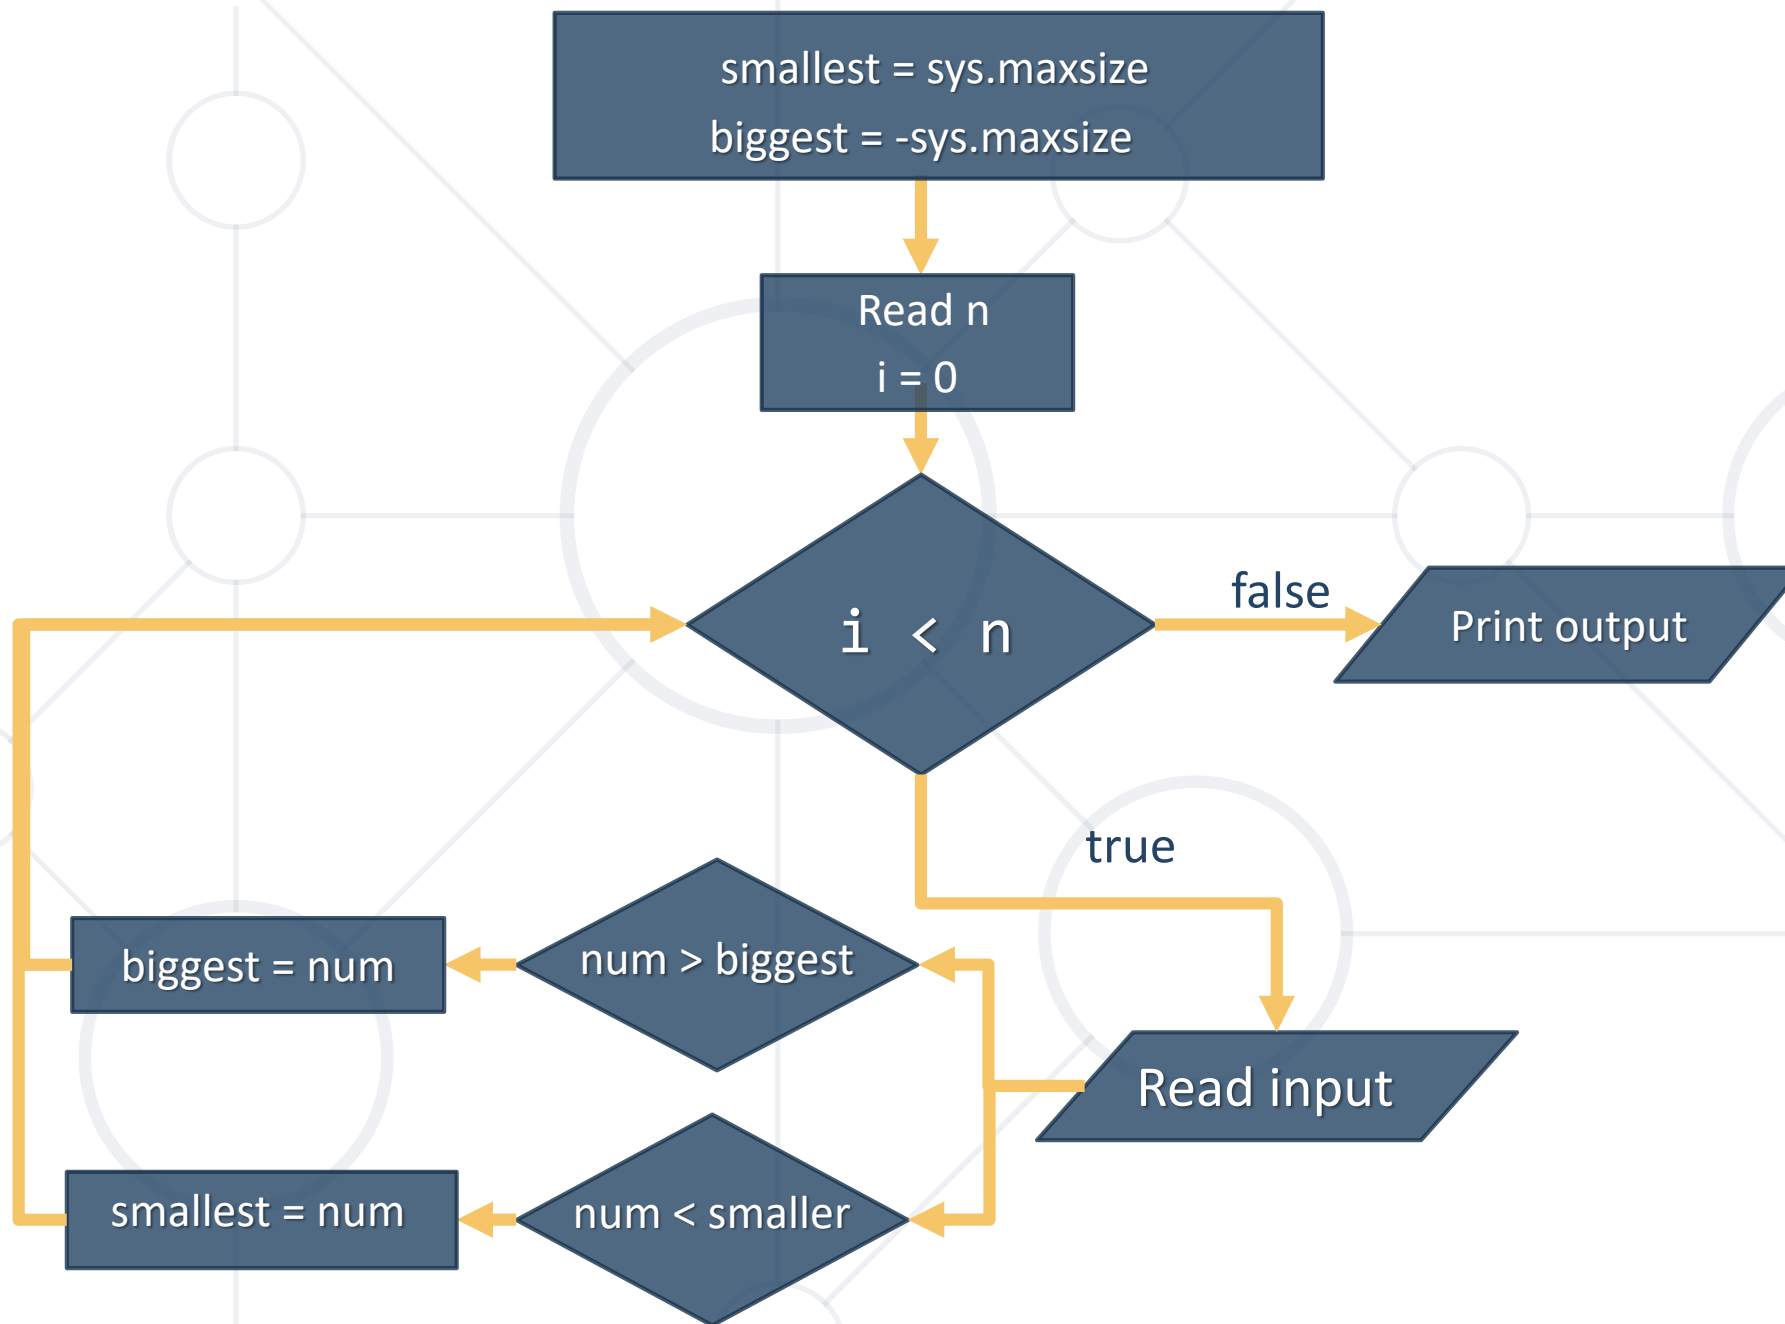 smallest = sys.maxsize
biggest = -sys.maxsize
Read n
i = 0
i < n
false
Print output
true
biggest = num
num > biggest
Read input
smallest = num
num < smaller